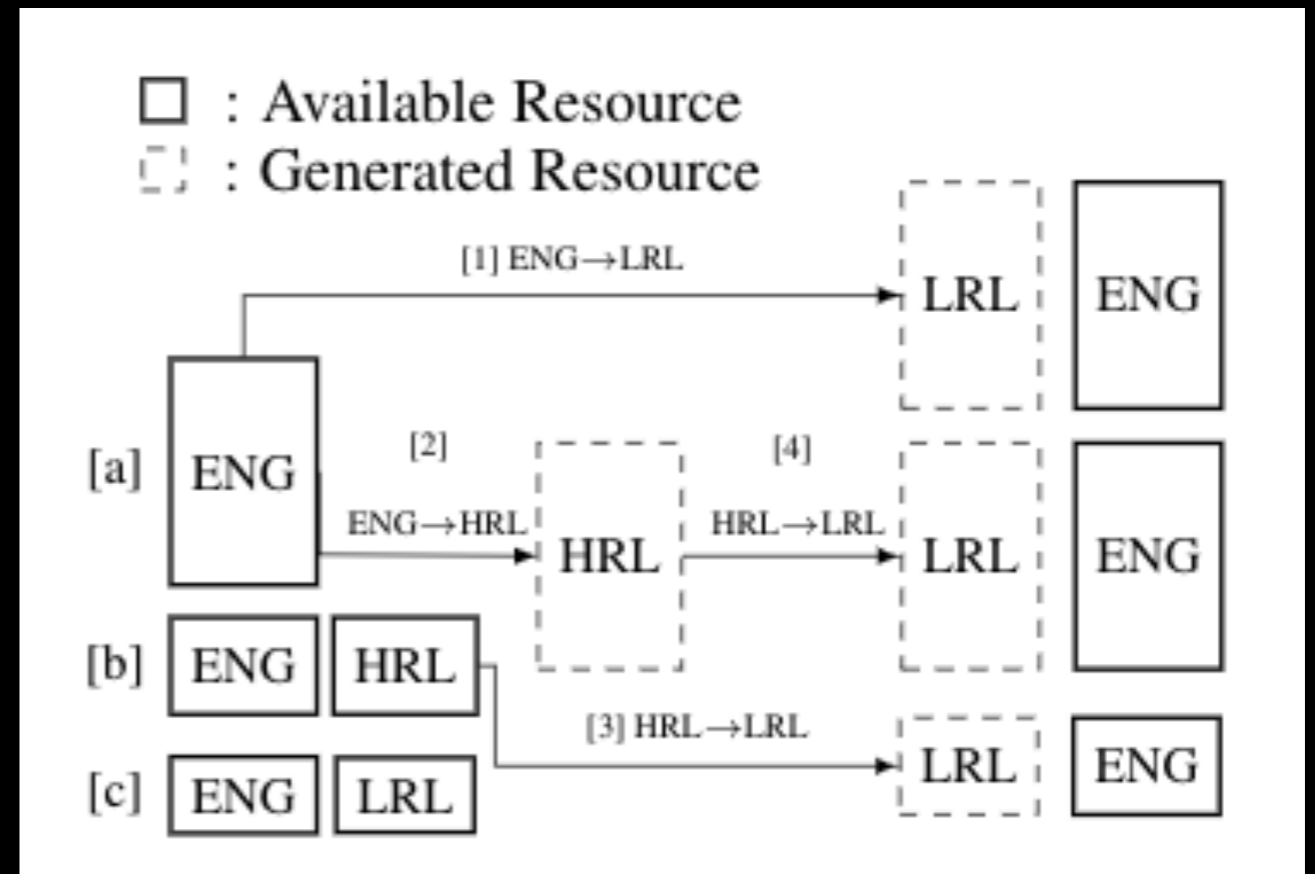 : Available Resource
: Generated Resource
[1] ENG→LRL
LRL ENG
[a] ENG
[2]
ENG→HRL
HRL
[4]
HRL→LRL
LRL ENG
[b] ENG HRL
[3] HRL→LRL
LRL ENG
[c] ENG LRL